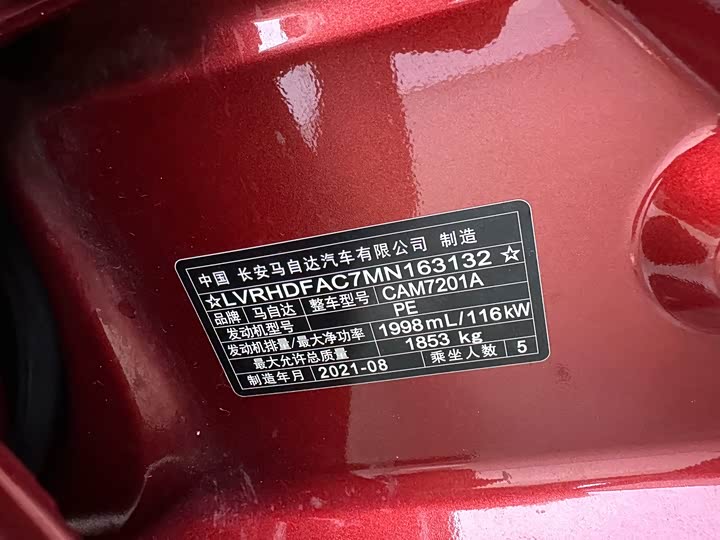 中国 长安马自达汽车有限公司 制造
☆LVRHDFAC7MN163132☆
品牌 马自达 整车型号 CAM7201A
发动机型号 PE
发动机排量/最大净功率 1998mL/116kW
最大允许总质量 1853 kg
制造年月 2021-08 乘坐人数 5